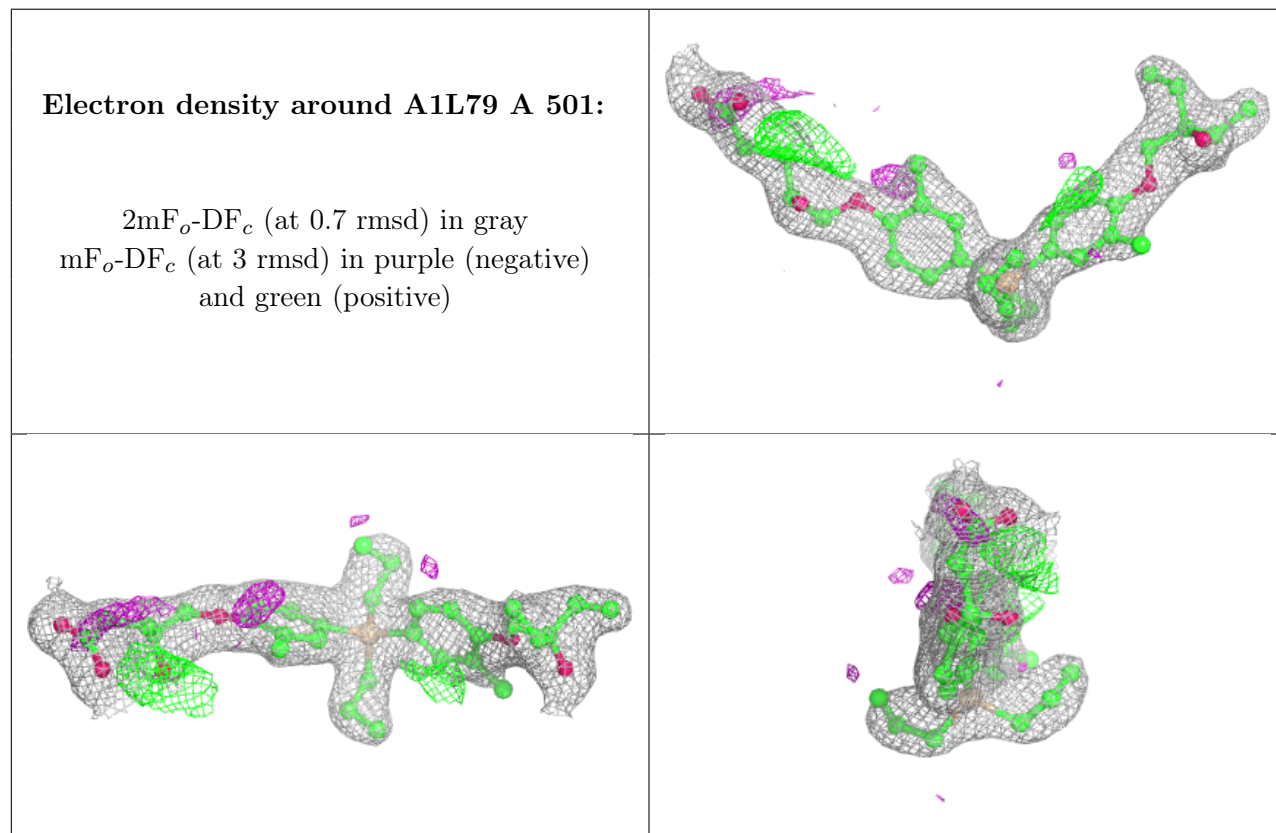 Electron density around A1L79 A 501:
2mFo-DFc (at 0.7 rmsd) in gray
mFo-DFc (at 3 rmsd) in purple (negative)
and green (positive)